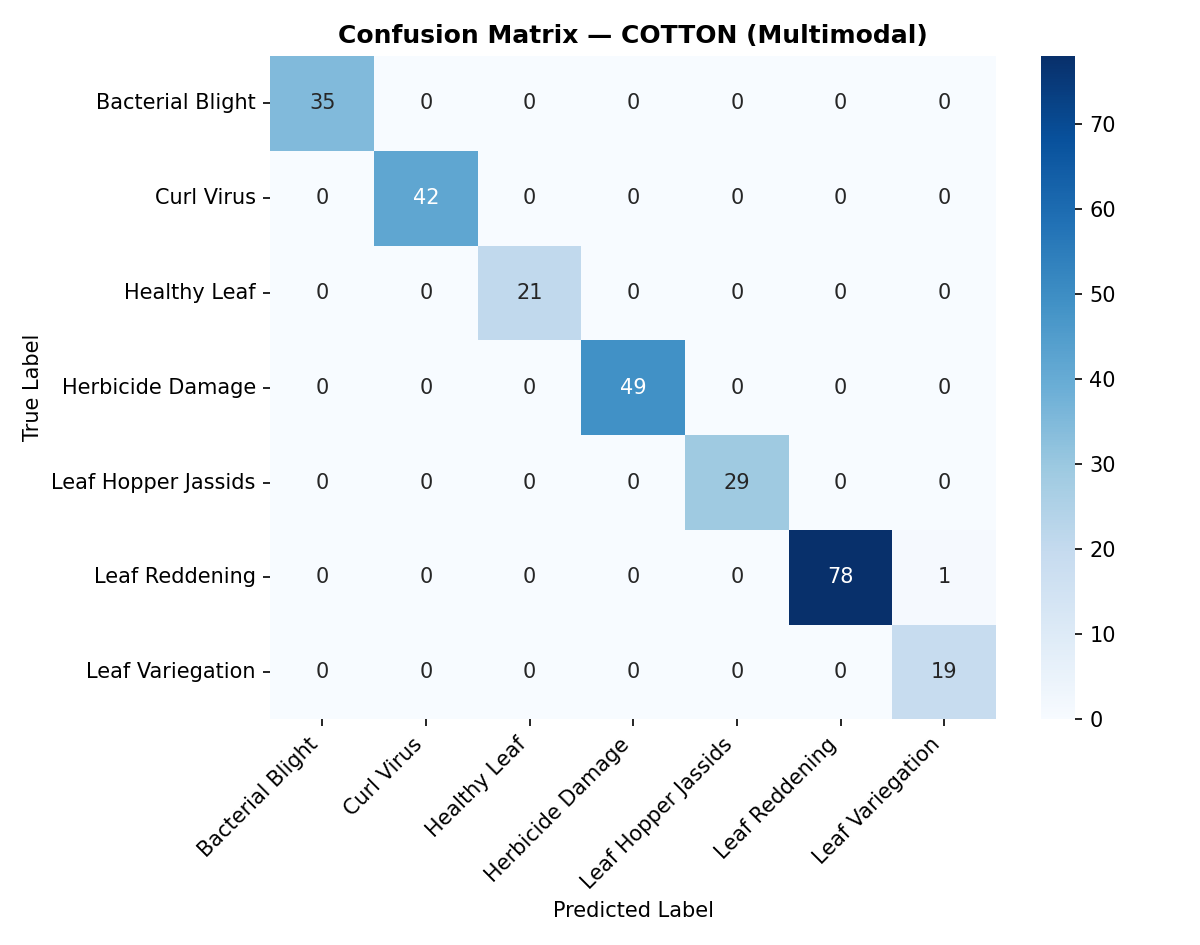 Confusion Matrix — COTTON (Multimodal)
Bacterial Blight 35 0 0 0 0 0 0
Curl Virus 0 42 0 0 0 0 0
Healthy Leaf 0 0 21 0 0 0 0
Herbicide Damage 0 0 0 49 0 0 0
Leaf Hopper Jassids 0 0 0 0 29 0 0
Leaf Reddening 0 0 0 0 0 78 1
Leaf Variegation 0 0 0 0 0 0 19
True Label
Bacterial Blight
Curl Virus
Healthy Leaf
Herbicide Damage
Leaf Hopper Jassids
Leaf Reddening
Leaf Variegation
Predicted Label
70
60
50
40
30
20
10
0